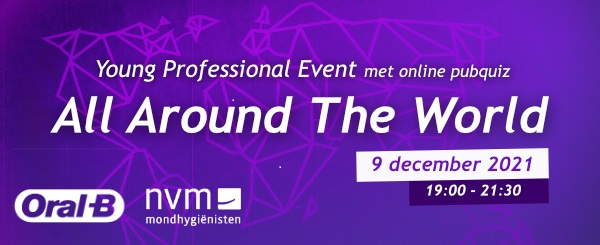 Young Professional Event met online pubquiz
All Around The World
9 december 2021
19:00 - 21:30
Oral-B
nvm
mondhygiënisten